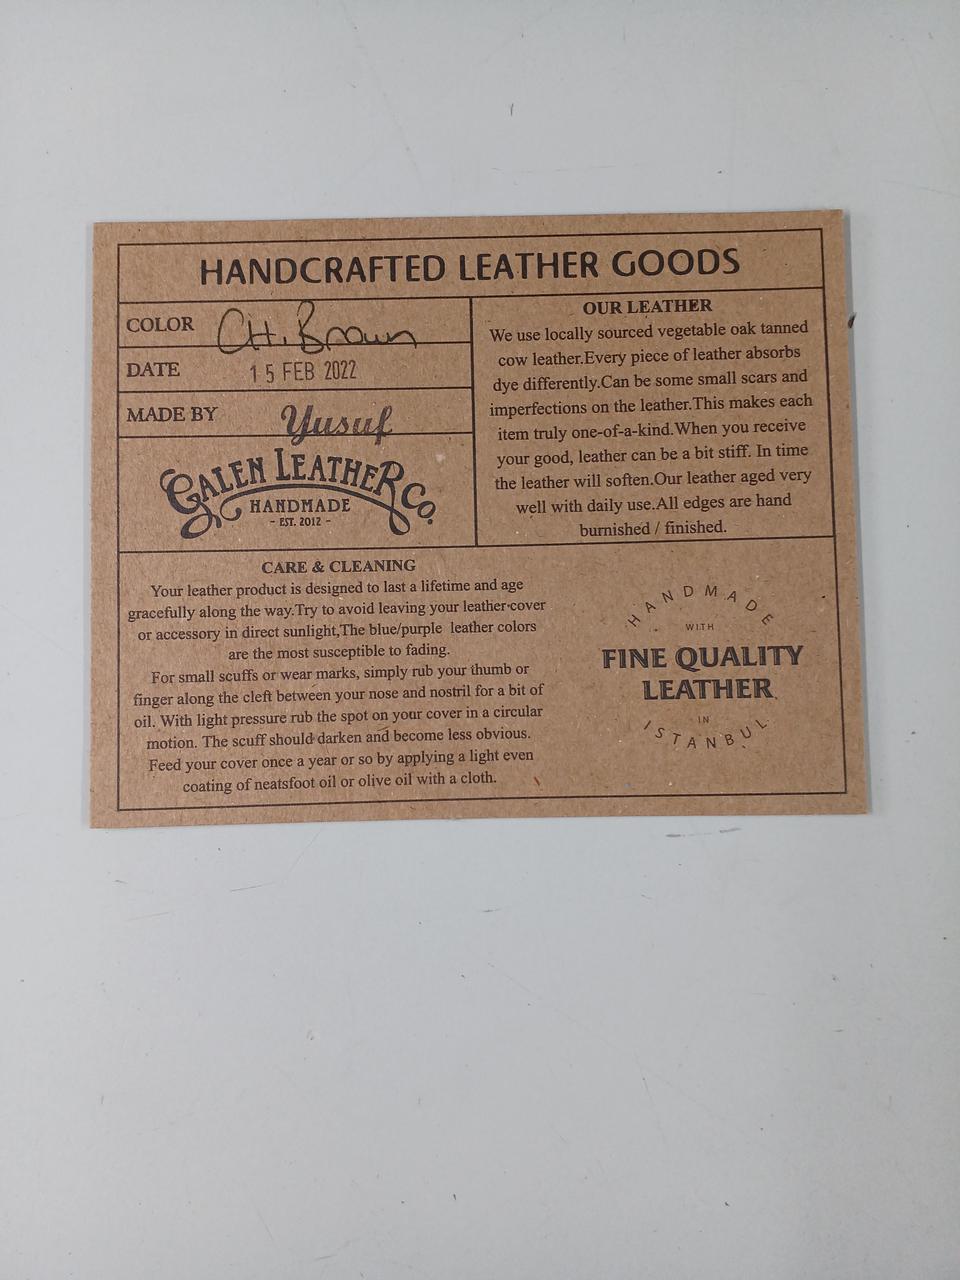 HANDCRAFTED LEATHER GOODS
COLOR CH. Brown
DATE 15 FEB 2022
MADE BY Yusuf
GALEN LEATHER Co.
HANDMADE
- EST. 2012 -
OUR LEATHER
We use locally sourced vegetable oak tanned
cow leather.Every piece of leather absorbs
dye differently.Can be some small scars and
imperfections on the leather.This makes each
item truly one-of-a-kind.When you receive
your good, leather can be a bit stiff. In time
the leather will soften.Our leather aged very
well with daily use.All edges are hand
burnished / finished.
CARE & CLEANING
Your leather product is designed to last a lifetime and age
gracefully along the way.Try to avoid leaving your leather cover
or accessory in direct sunlight,The blue/purple leather colors
are the most susceptible to fading.
For small scuffs or wear marks, simply rub your thumb or
finger along the cleft between your nose and nostril for a bit of
oil. With light pressure rub the spot on your cover in a circular
motion. The scuff should darken and become less obvious.
Feed your cover once a year or so by applying a light even
coating of neatsfoot oil or olive oil with a cloth.
HANDMADE
WITH
FINE QUALITY
LEATHER
IN
ISTANBUL